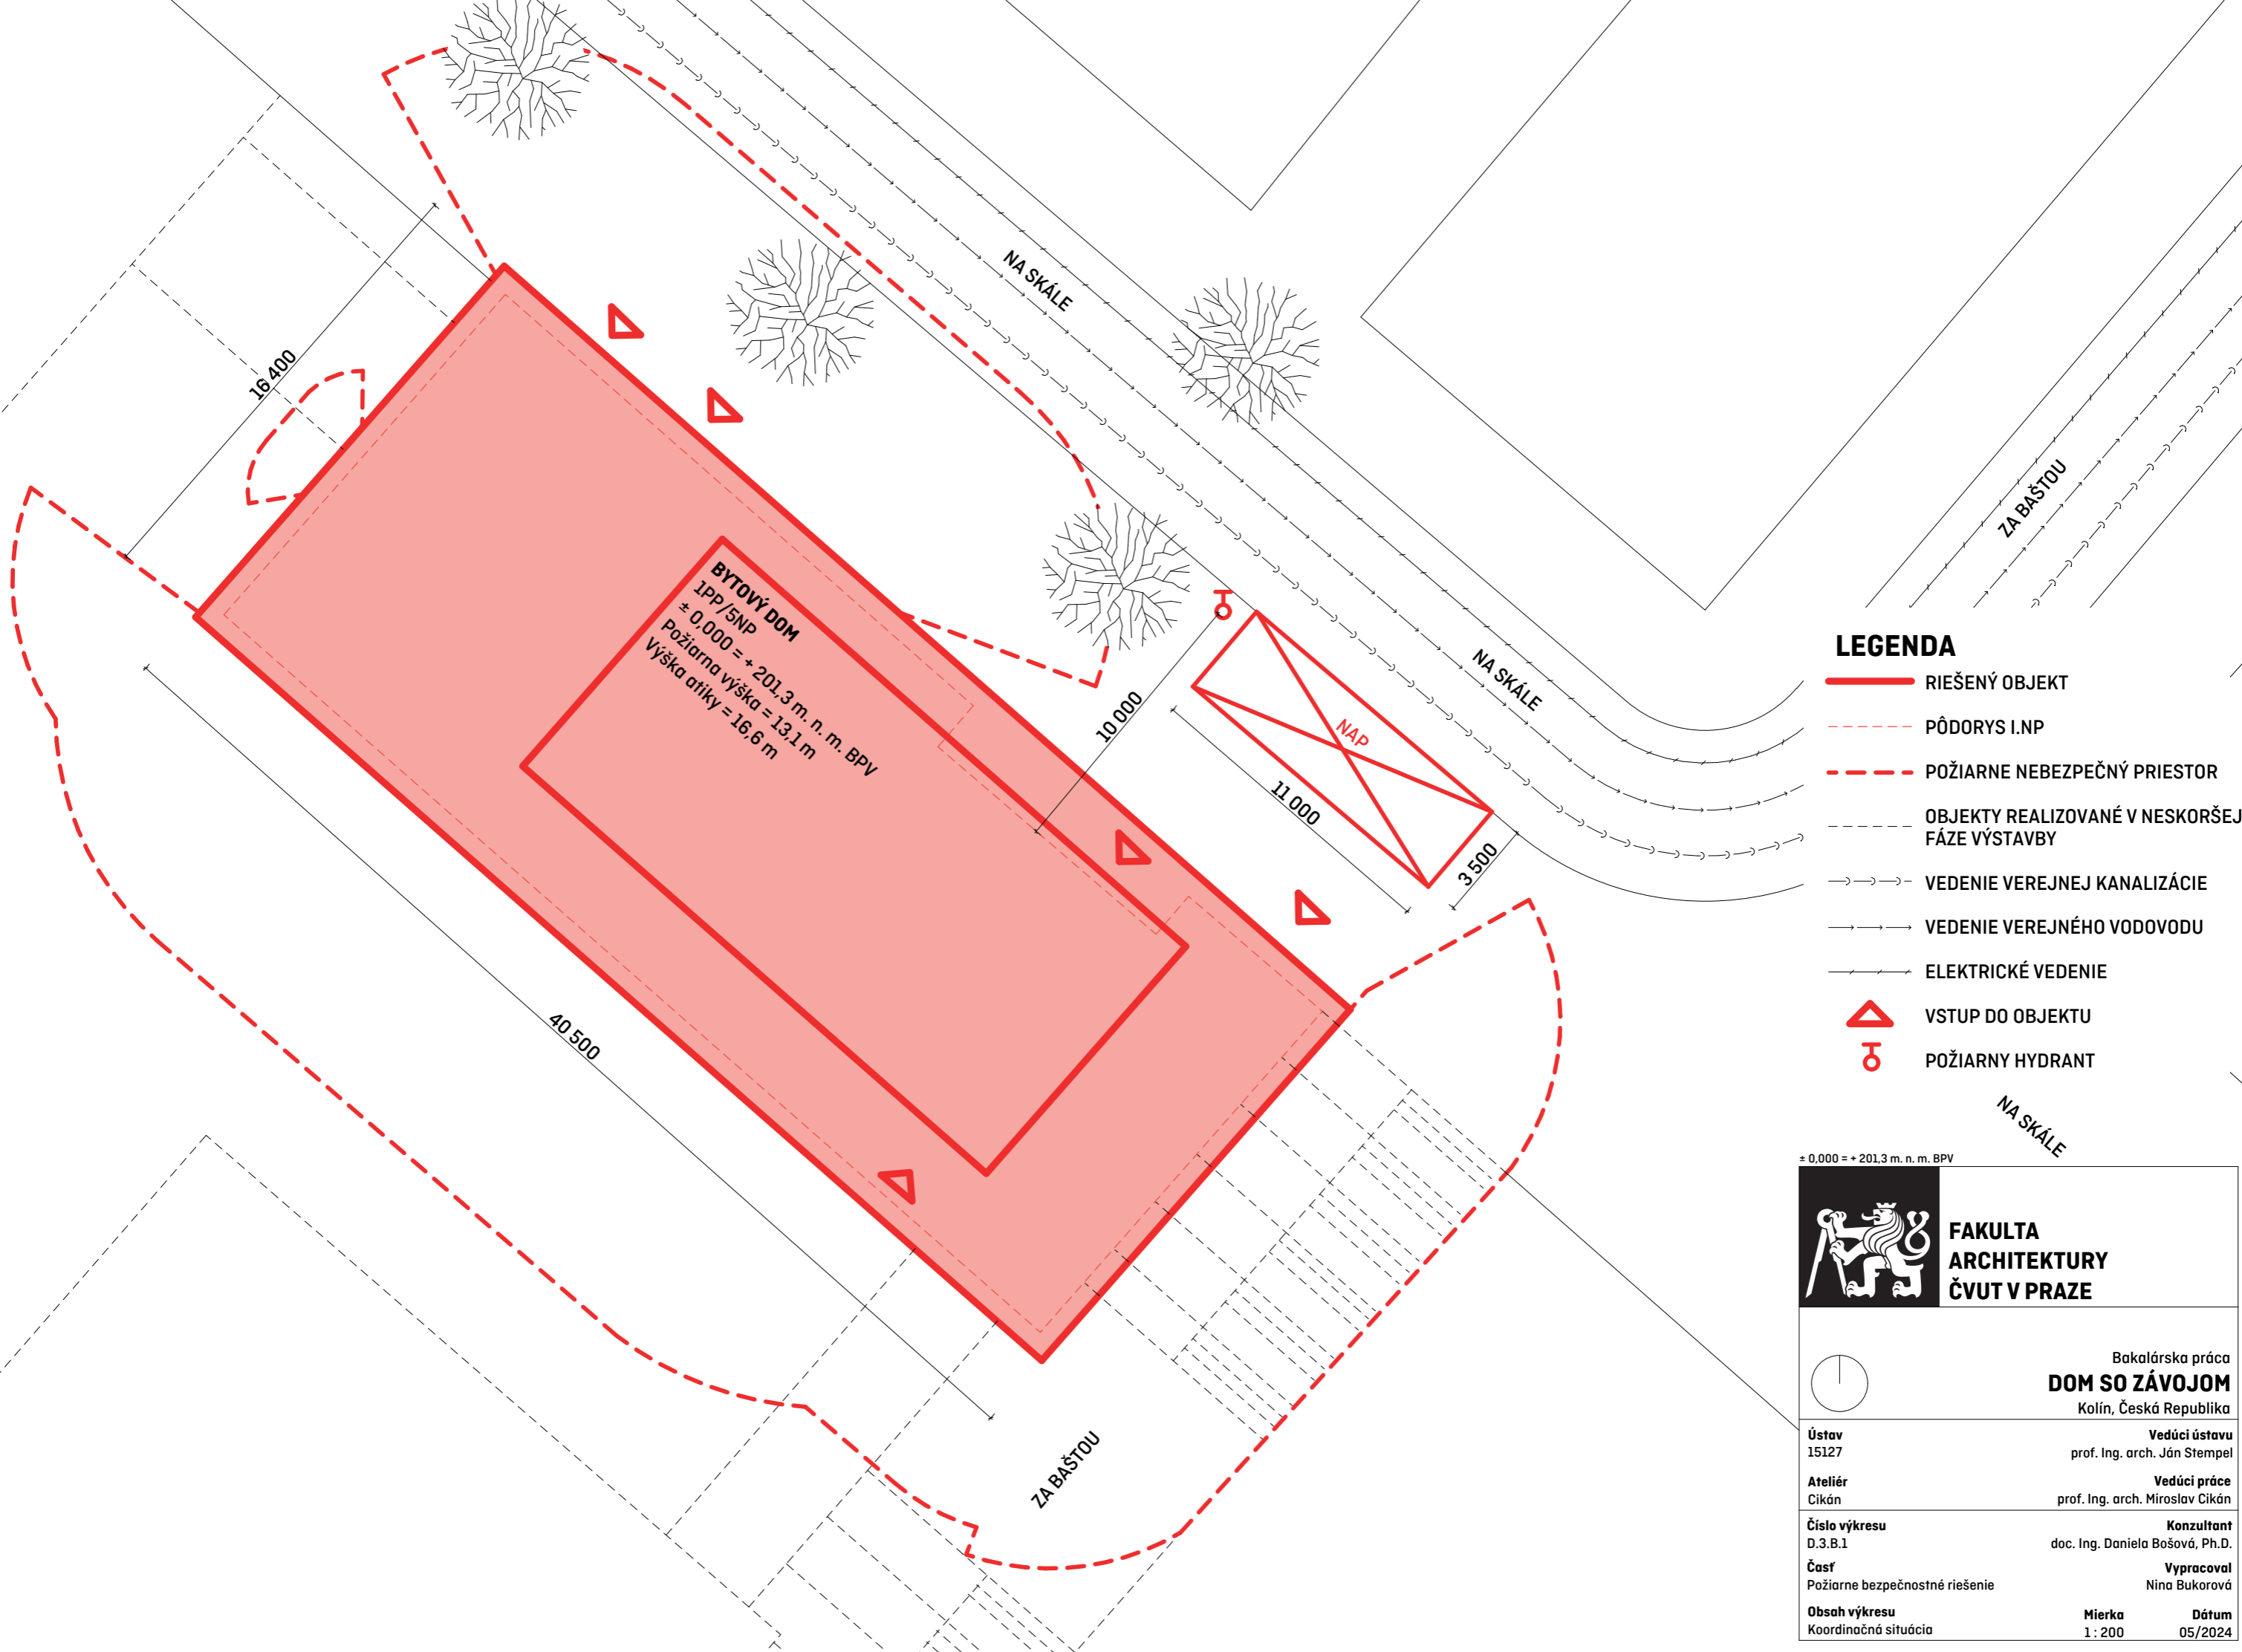 NA SKÁLE
16 400
ZA BAŠTOU
BYTOVÝ DOM
1PP/5NP
± 0,000 = + 201,3 m. n. m. BPV
Požiarna výška = 13,1 m
Výška atiky = 16,6 m
NA SKÁLE
10 000
NAP
11 000
3 500
40 500
ZA BAŠTOU
LEGENDA
RIEŠENÝ OBJEKT
PÔDORYS I.NP
POŽIARNE NEBEZPEČNÝ PRIESTOR
OBJEKTY REALIZOVANÉ V NESKORŠEJ
FÁZE VÝSTAVBY
VEDENIE VEREJNEJ KANALIZÁCIE
VEDENIE VEREJNÉHO VODOVODU
ELEKTRICKÉ VEDENIE
VSTUP DO OBJEKTU
POŽIARNY HYDRANT
NA SKÁLE
± 0,000 = + 201,3 m. n. m. BPV
FAKULTA
ARCHITEKTURY
ČVUT V PRAZE
Bakalárska práca
DOM SO ZÁVOJOM
Kolín, Česká Republika
Ústav Vedúci ústavu
15127 prof. Ing. arch. Ján Stempel
Ateliér Vedúci práce
Cikán prof. Ing. arch. Miroslav Cikán
Číslo výkresu Konzultant
D.3.B.1 doc. Ing. Daniela Bošová, Ph.D.
Časť Vypracoval
Požiarne bezpečnostné riešenie Nina Bukorová
Obsah výkresu Mierka Dátum
Koordinačná situácia 1 : 200 05/2024